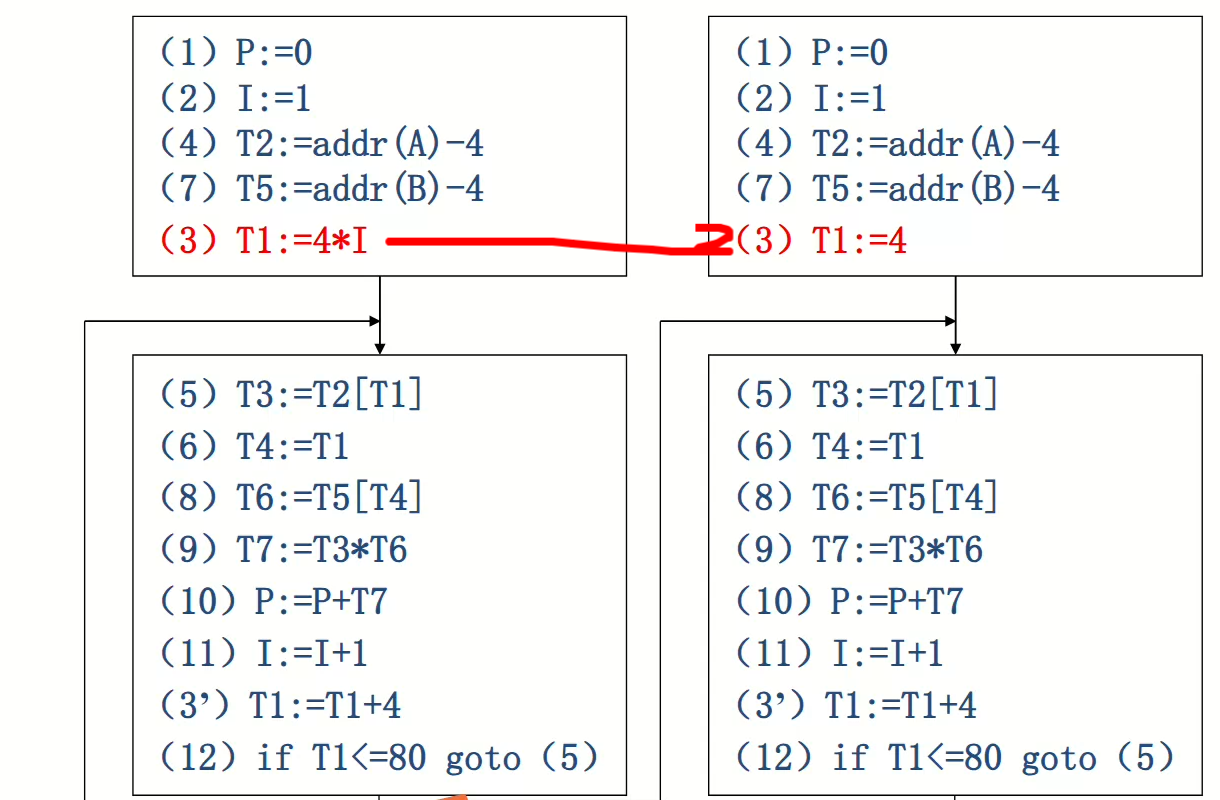 (1) P:=0
(2) I:=1
(4) T2:=addr(A)-4
(7) T5:=addr(B)-4
(3) T1:=4*I
(5) T3:=T2[T1]
(6) T4:=T1
(8) T6:=T5[T4]
(9) T7:=T3*T6
(10) P:=P+T7
(11) I:=I+1
(3’) T1:=T1+4
(12) if T1<=80 goto (5)
(1) P:=0
(2) I:=1
(4) T2:=addr(A)-4
(7) T5:=addr(B)-4
(3) T1:=4
(5) T3:=T2[T1]
(6) T4:=T1
(8) T6:=T5[T4]
(9) T7:=T3*T6
(10) P:=P+T7
(11) I:=I+1
(3’) T1:=T1+4
(12) if T1<=80 goto (5)